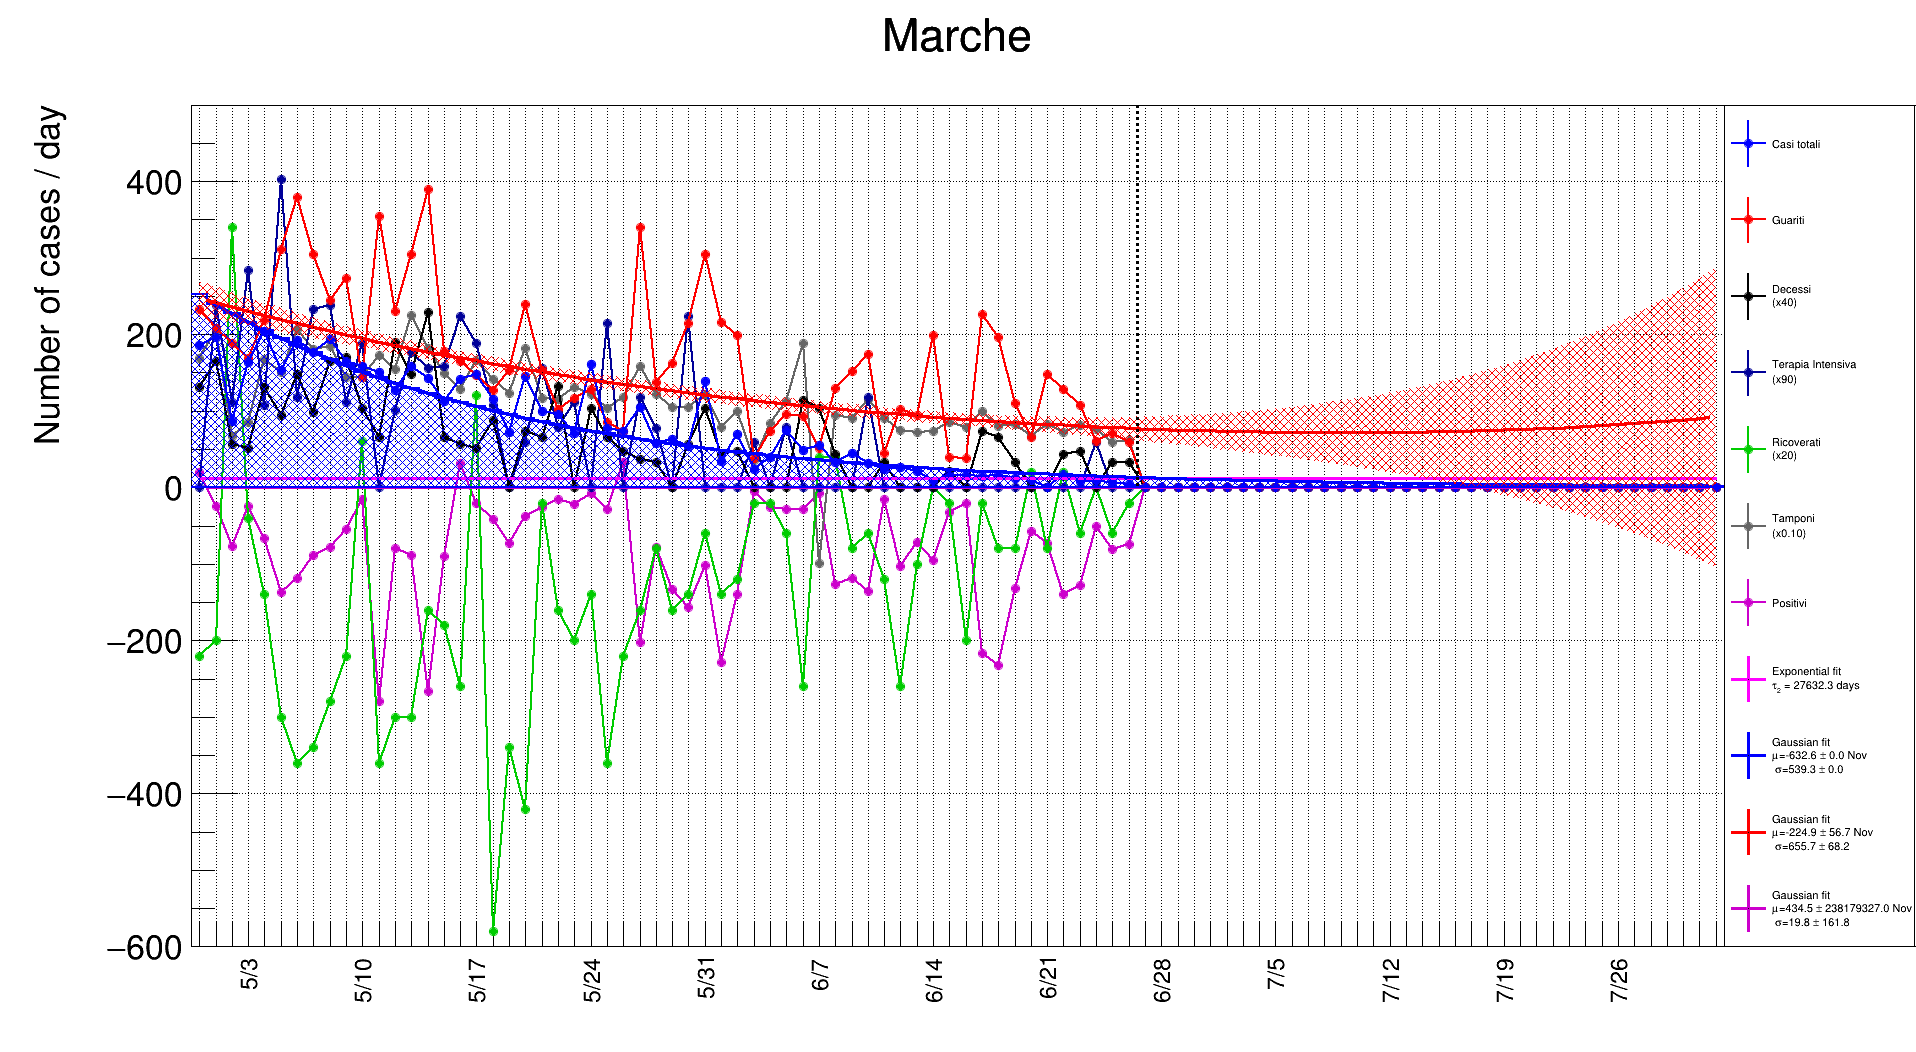 Marche
Number of cases / day
400
200
0
−200
−400
−600
5/3
5/10
5/17
5/24
5/31
6/7
6/14
6/21
6/28
7/5
7/12
7/19
7/26
Casi totali
Guariti
Decessi
(x40)
Terapia Intensiva
(x90)
Ricoverati
(x20)
Tamponi
(x0.10)
Positivi
Exponential fit
τ₂ = 27632.3 days
Gaussian fit
μ=-632.6 ± 0.0 Nov
σ=539.3 ± 0.0
Gaussian fit
μ=-224.9 ± 56.7 Nov
σ=655.7 ± 68.2
Gaussian fit
μ=434.5 ± 238179327.0 Nov
σ=19.8 ± 161.8